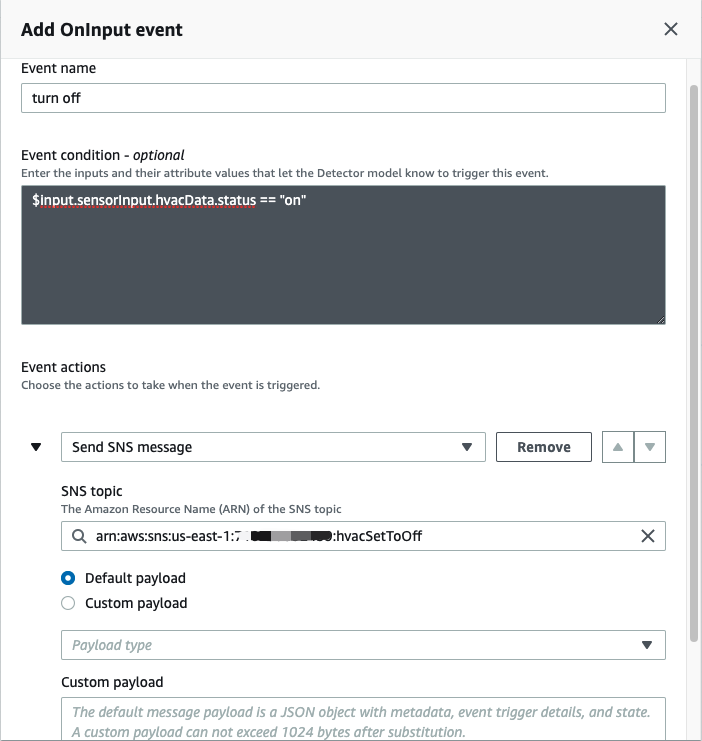 Add OnInput event
Event name
turn off
Event condition - optional
Enter the inputs and their attribute values that let the Detector model know to trigger this event.
$input.sensorInput.hvacData.status == "on"
Event actions
Choose the actions to take when the event is triggered.
Send SNS message
Remove
SNS topic
The Amazon Resource Name (ARN) of the SNS topic
arn:aws:sns:us-east-1: :hvacSetToOff
Default payload
Custom payload
Payload type
Custom payload
The default message payload is a JSON object with metadata, event trigger details, and state.
A custom payload can not exceed 1024 bytes after substitution.